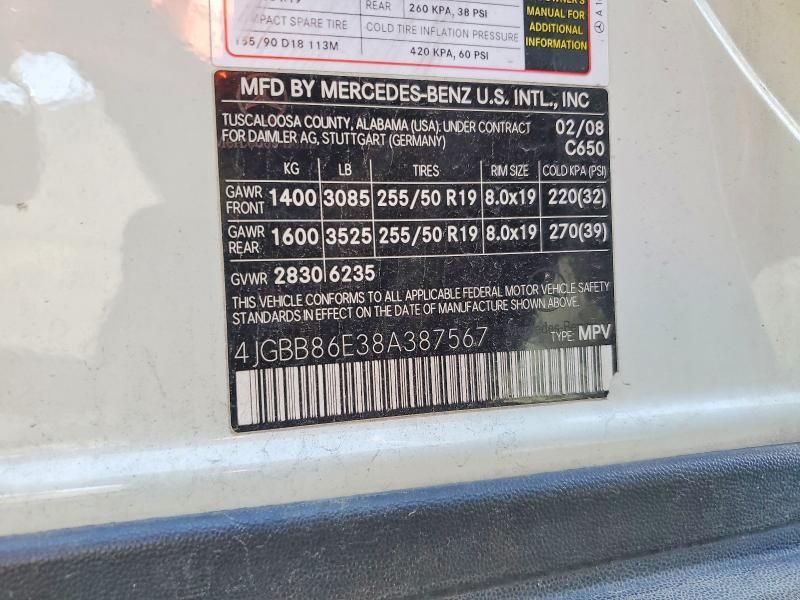 REAR 260 KPA, 38 PSI
COMPACT SPARE TIRE COLD TIRE INFLATION PRESSURE
155/90 D18 113M 420 KPA, 60 PSI
MANUAL FOR
ADDITIONAL
INFORMATION
MFD BY MERCEDES-BENZ U.S. INTL., INC
TUSCALOOSA COUNTY, ALABAMA (USA); UNDER CONTRACT 02/08
FOR DAIMLER AG, STUTTGART (GERMANY) C650
KG LB TIRES RIM SIZE COLD KPA (PSI)
GAWR FRONT 1400 3085 255/50 R19 8.0x19 220(32)
GAWR REAR 1600 3525 255/50 R19 8.0x19 270(39)
GVWR 2830 6235
THIS VEHICLE CONFORMS TO ALL APPLICABLE FEDERAL MOTOR VEHICLE SAFETY
STANDARDS IN EFFECT ON THE DATE OF MANUFACTURE SHOWN ABOVE.
4JGBB86E38A387567 TYPE: MPV